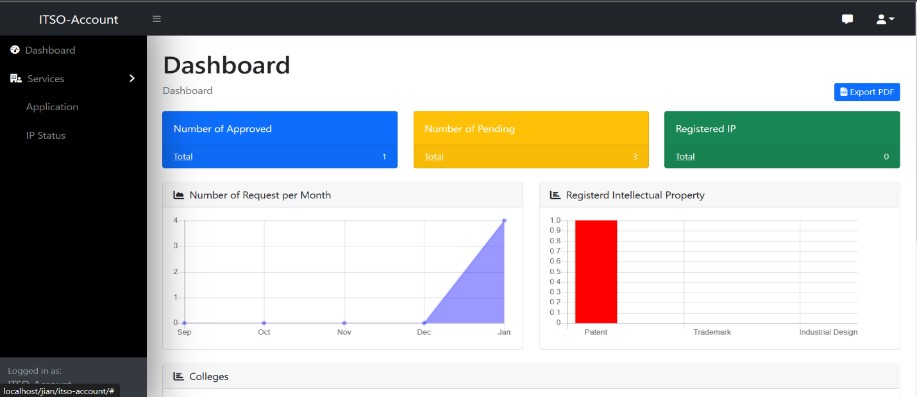 ITSO-Account
Dashboard
Services
Application
IP Status
Logged in as:
ITSO-Account
localhost/jian/itso-account/#
Dashboard
Dashboard
Export PDF
Number of Approved
Total 1
Number of Pending
Total 3
Registered IP
Total 0
Number of Request per Month
4
3
2
1
0
Sep Oct Nov Dec Jan
Registerd Intellectual Property
1.0
0.9
0.8
0.7
0.6
0.5
0.4
0.3
0.2
0.1
0
Patent Trademark Industrial Design
Colleges